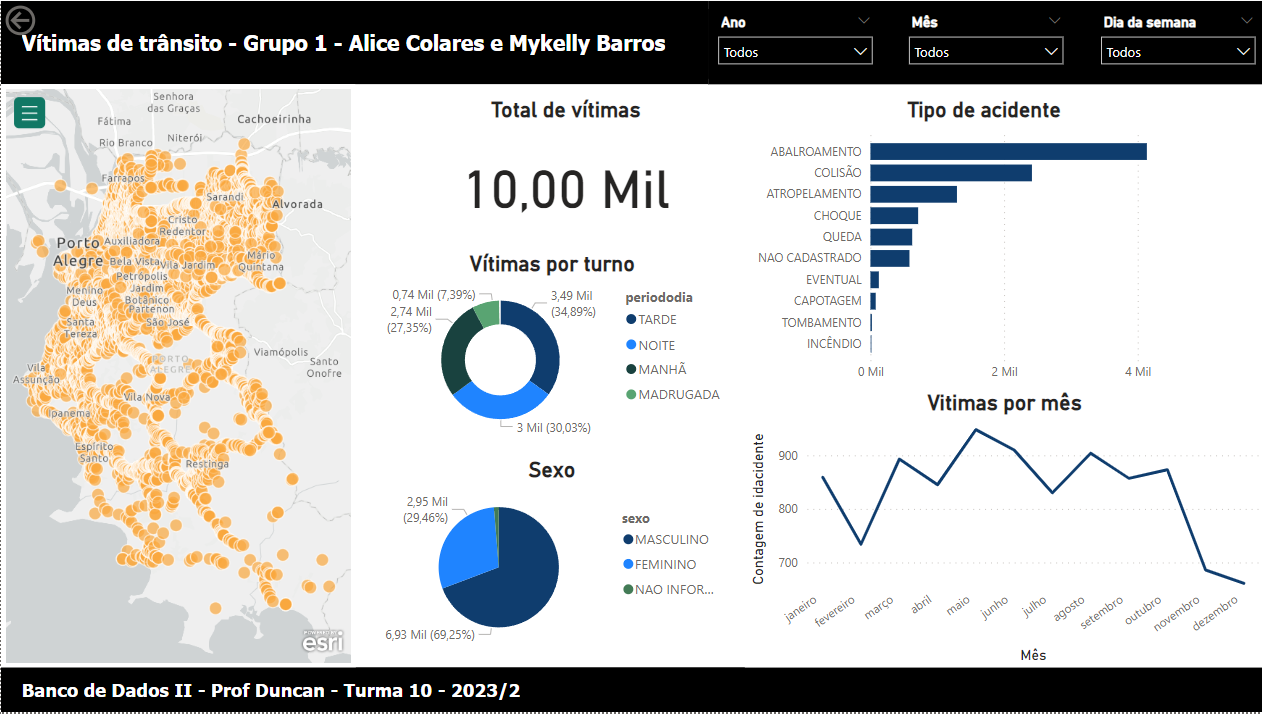 Vítimas de trânsito - Grupo 1 - Alice Colares e Mykelly Barros
Ano
Todos
Mês
Todos
Dia da semana
Todos
Senhora
das Graças
Fátima
Cachoeirinha
Niterói
Rio Branco
Farrapos
Sarandi
Alvorada
Cristo
Redentor
Porto
Alegre
Auxiliadora
Bela Vista
Vila Jardim
Mário
Quintana
Petrópolis
Jardim
Botânico
Menino
Deus
Partenon
São José
Santa
Tereza
PORTO
ALEGRE
Viamópolis
Santo
Onofre
Vila
Assunção
Vila Nova
Ipanema
Espírito
Santo
Restinga
POWERED BY
esri
Total de vítimas
10,00 Mil
Vítimas por turno
0,74 Mil (7,39%)
2,74 Mil
(27,35%)
3,49 Mil
(34,89%)
3 Mil (30,03%)
periododia
TARDE
NOITE
MANHÃ
MADRUGADA
Sexo
2,95 Mil
(29,46%)
6,93 Mil (69,25%)
sexo
MASCULINO
FEMININO
NAO INFOR...
Tipo de acidente
ABALROAMENTO
COLISÃO
ATROPELAMENTO
CHOQUE
QUEDA
NAO CADASTRADO
EVENTUAL
CAPOTAGEM
TOMBAMENTO
INCÊNDIO
0 Mil
2 Mil
4 Mil
Vitimas por mês
Contagem de idacidente
900
800
700
janeiro
fevereiro
março
abril
maio
junho
julho
agosto
setembro
outubro
novembro
dezembro
Mês
Banco de Dados II - Prof Duncan - Turma 10 - 2023/2